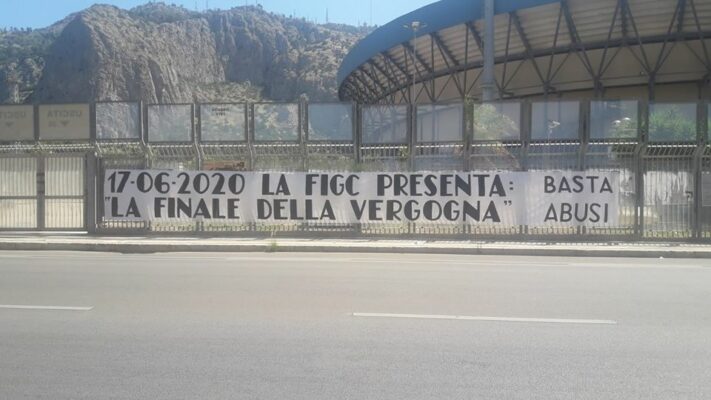 17-06-2020 LA FIGC PRESENTA: BASTA
"LA FINALE DELLA VERGOGNA" ABUSI